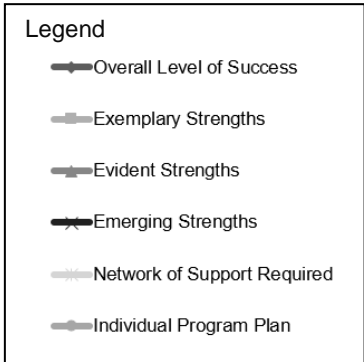 Legend
Overall Level of Success
Exemplary Strengths
Evident Strengths
Emerging Strengths
Network of Support Required
Individual Program Plan